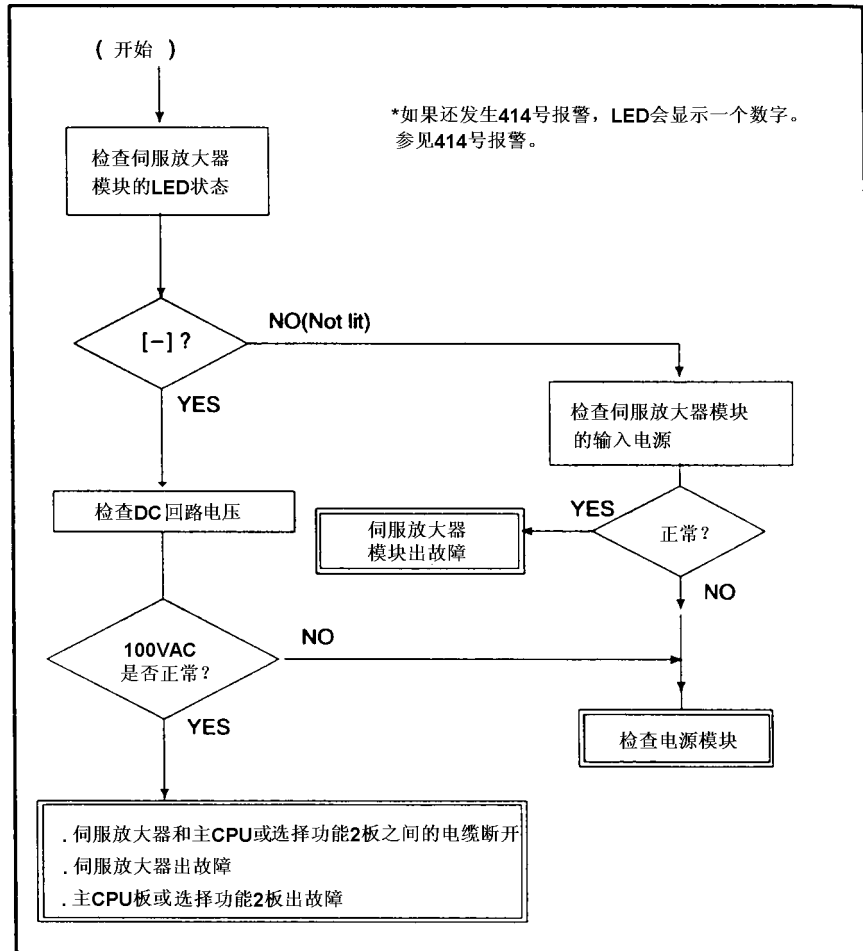 ( 开始 )
*如果还发生414号报警，LED会显示一个数字。
参见414号报警。
检查伺服放大器
模块的LED状态
[−]？
NO(Not lit)
YES
检查伺服放大器模块
的输入电源
检查DC回路电压
YES
伺服放大器
模块出故障
正常？
NO
100VAC
是否正常？
NO
YES
检查电源模块
. 伺服放大器和主CPU或选择功能2板之间的电缆断开
. 伺服放大器出故障
. 主CPU板或选择功能2板出故障